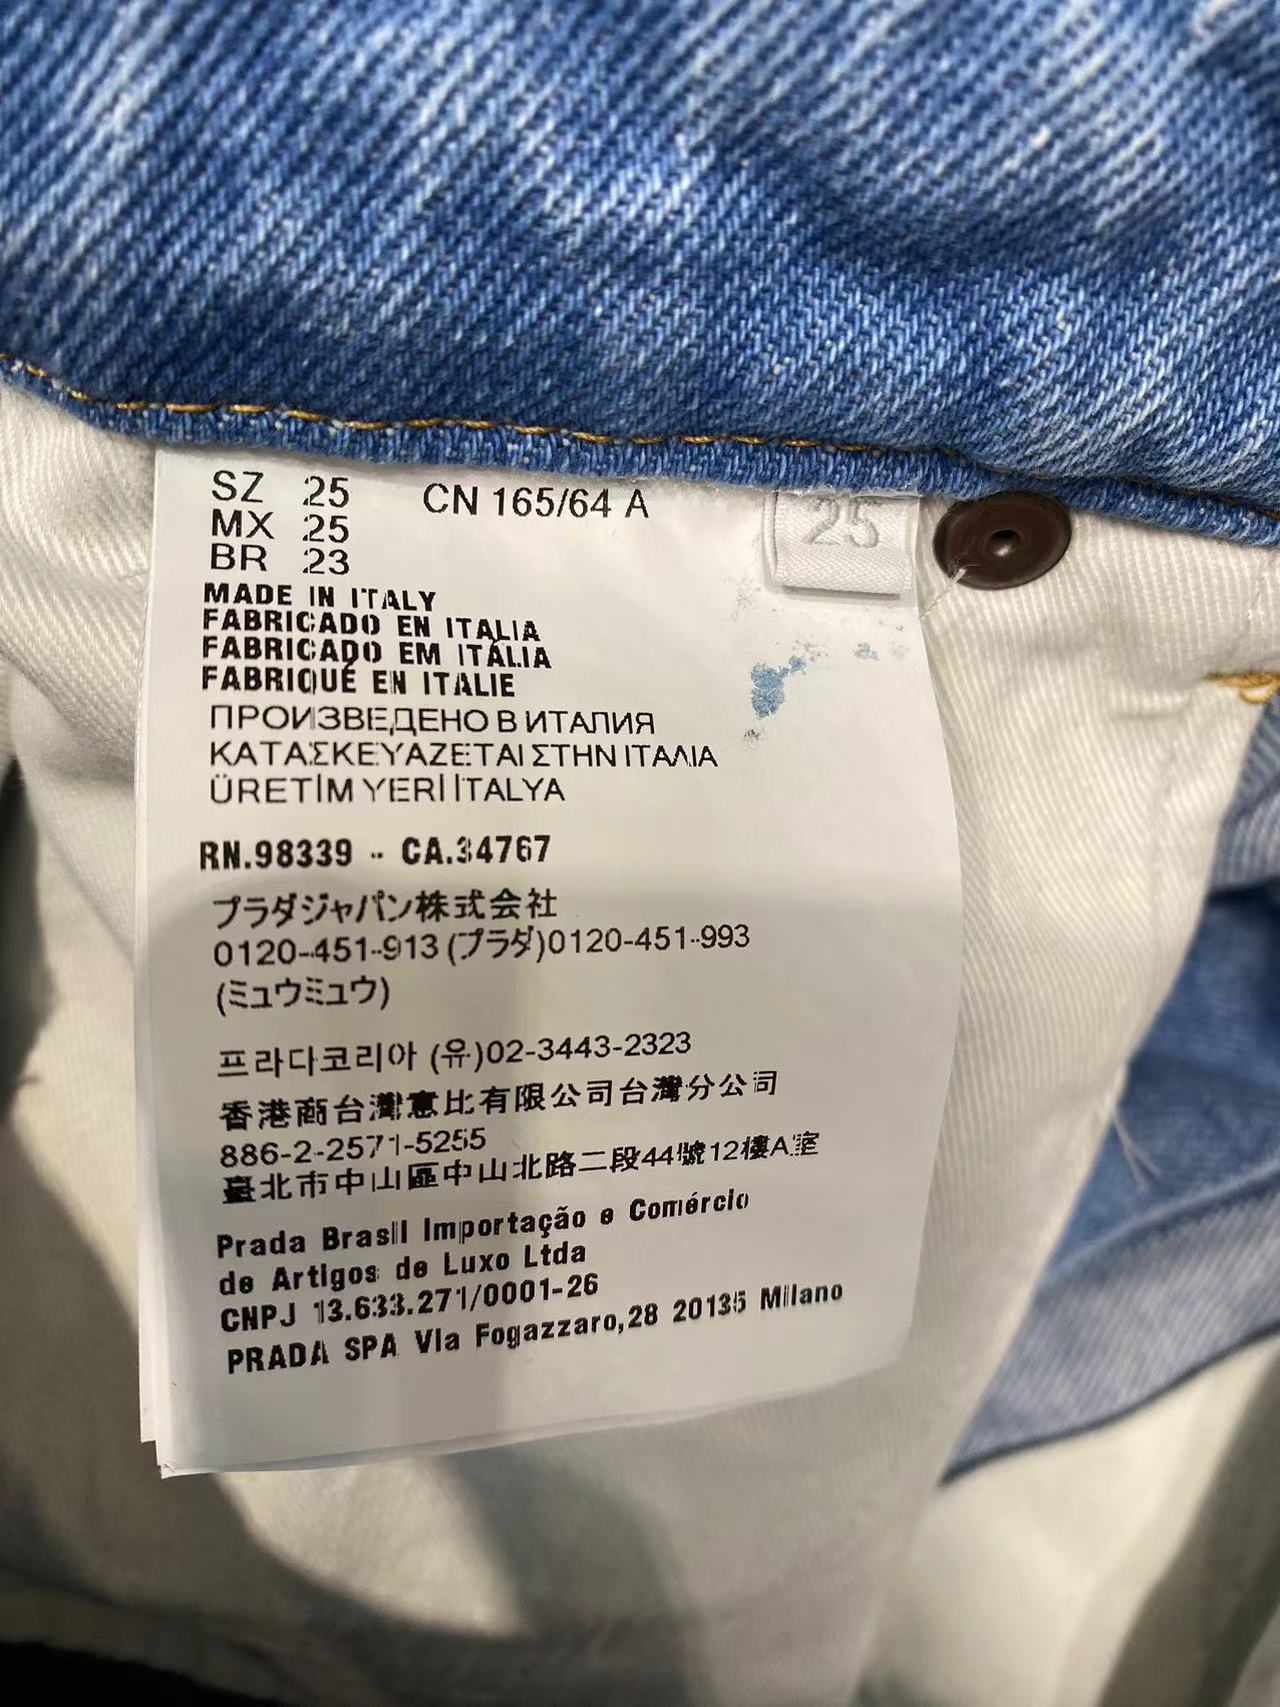 SZ 25 CN 165/64 A 25
MX 25
BR 23
MADE IN ITALY
FABRICADO EN ITALIA
FABRICADO EM ITÁLIA
FABRIQUÉ EN ITALIE
ПРОИЗВЕДЕНО В ИТАЛИЯ
ΚΑΤΑΣΚΕΥΑΖΕΤΑΙ ΣΤΗΝ ΙΤΑΛΙΑ
ÜRETİM YERİ İTALYA
RN.98339 - CA.34767
プラダジャパン株式会社
0120-451-913 (プラダ)0120-451-993
(ミュウミュウ)
프라다코리아 (유)02-3443-2323
香港商台灣意比有限公司台灣分公司
886-2-2571-5255
臺北市中山區中山北路二段44號12樓A室
Prada Brasil Importação e Comércio
de Artigos de Luxo Ltda
CNPJ 13.633.271/0001-26
PRADA SPA Via Fogazzaro,28 20135 Milano